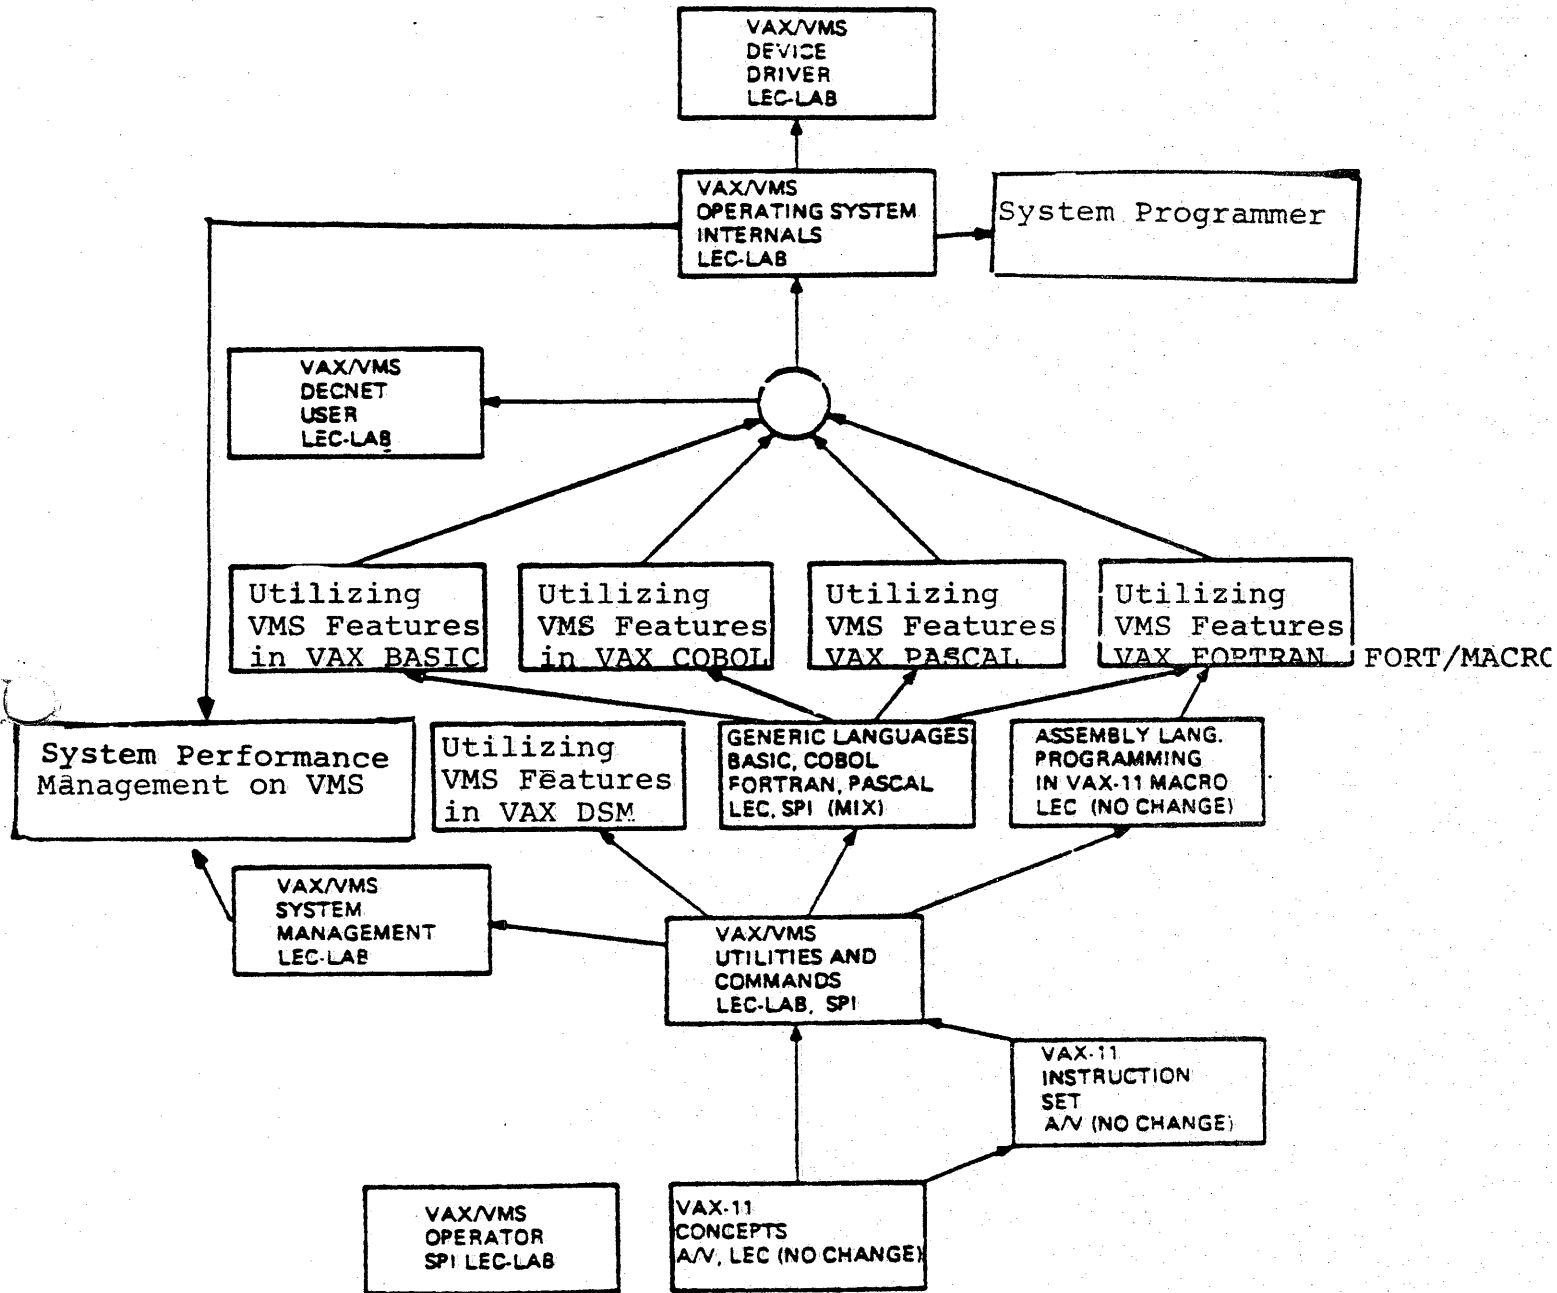 VAX/VMS
DEVICE
DRIVER
LEC-LAB
VAX/VMS
OPERATING SYSTEM
INTERNALS
LEC-LAB
System Programmer
VAX/VMS
DECNET
USER
LEC-LAB
Utilizing
VMS Features
in VAX BASIC
Utilizing
VMS Features
in VAX COBOL
Utilizing
VMS Features
VAX PASCAL
Utilizing
VMS Features
VAX FORTRAN FORT/MACRO
System Performance
Management on VMS
Utilizing
VMS Features
in VAX DSM
GENERIC LANGUAGES
BASIC, COBOL
FORTRAN, PASCAL
LEC, SPI (MIX)
ASSEMBLY LANG.
PROGRAMMING
IN VAX-11 MACRO
LEC (NO CHANGE)
VAX/VMS
SYSTEM
MANAGEMENT
LEC-LAB
VAX/VMS
UTILITIES AND
COMMANDS
LEC-LAB, SPI
VAX-11
INSTRUCTION
SET
A/V (NO CHANGE)
VAX/VMS
OPERATOR
SPI LEC-LAB
VAX-11
CONCEPTS
A/V, LEC (NO CHANGE)